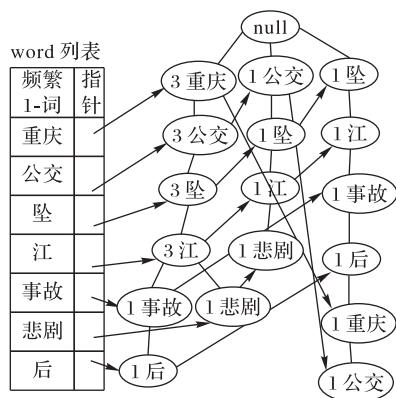 null
word 列表
频繁 1-词 指针
重庆
公交
坠
江
事故
悲剧
后
3 重庆
1 公交
1 坠
3 公交
1 坠
1 江
3 坠
1 江
1 事故
3 江
1 悲剧
1 后
1 事故
1 悲剧
1 重庆
1 后
1 公交